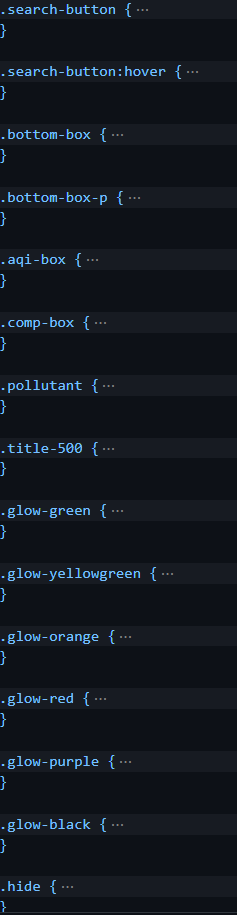 .search-button {···
}
.search-button:hover {···
}
.bottom-box {···
}
.bottom-box-p {···
}
.aqi-box {···
}
.comp-box {···
}
.pollutant {···
}
.title-500 {···
}
.glow-green {···
}
.glow-yellowgreen {···
}
.glow-orange {···
}
.glow-red {···
}
.glow-purple {···
}
.glow-black {···
}
.hide {···
}